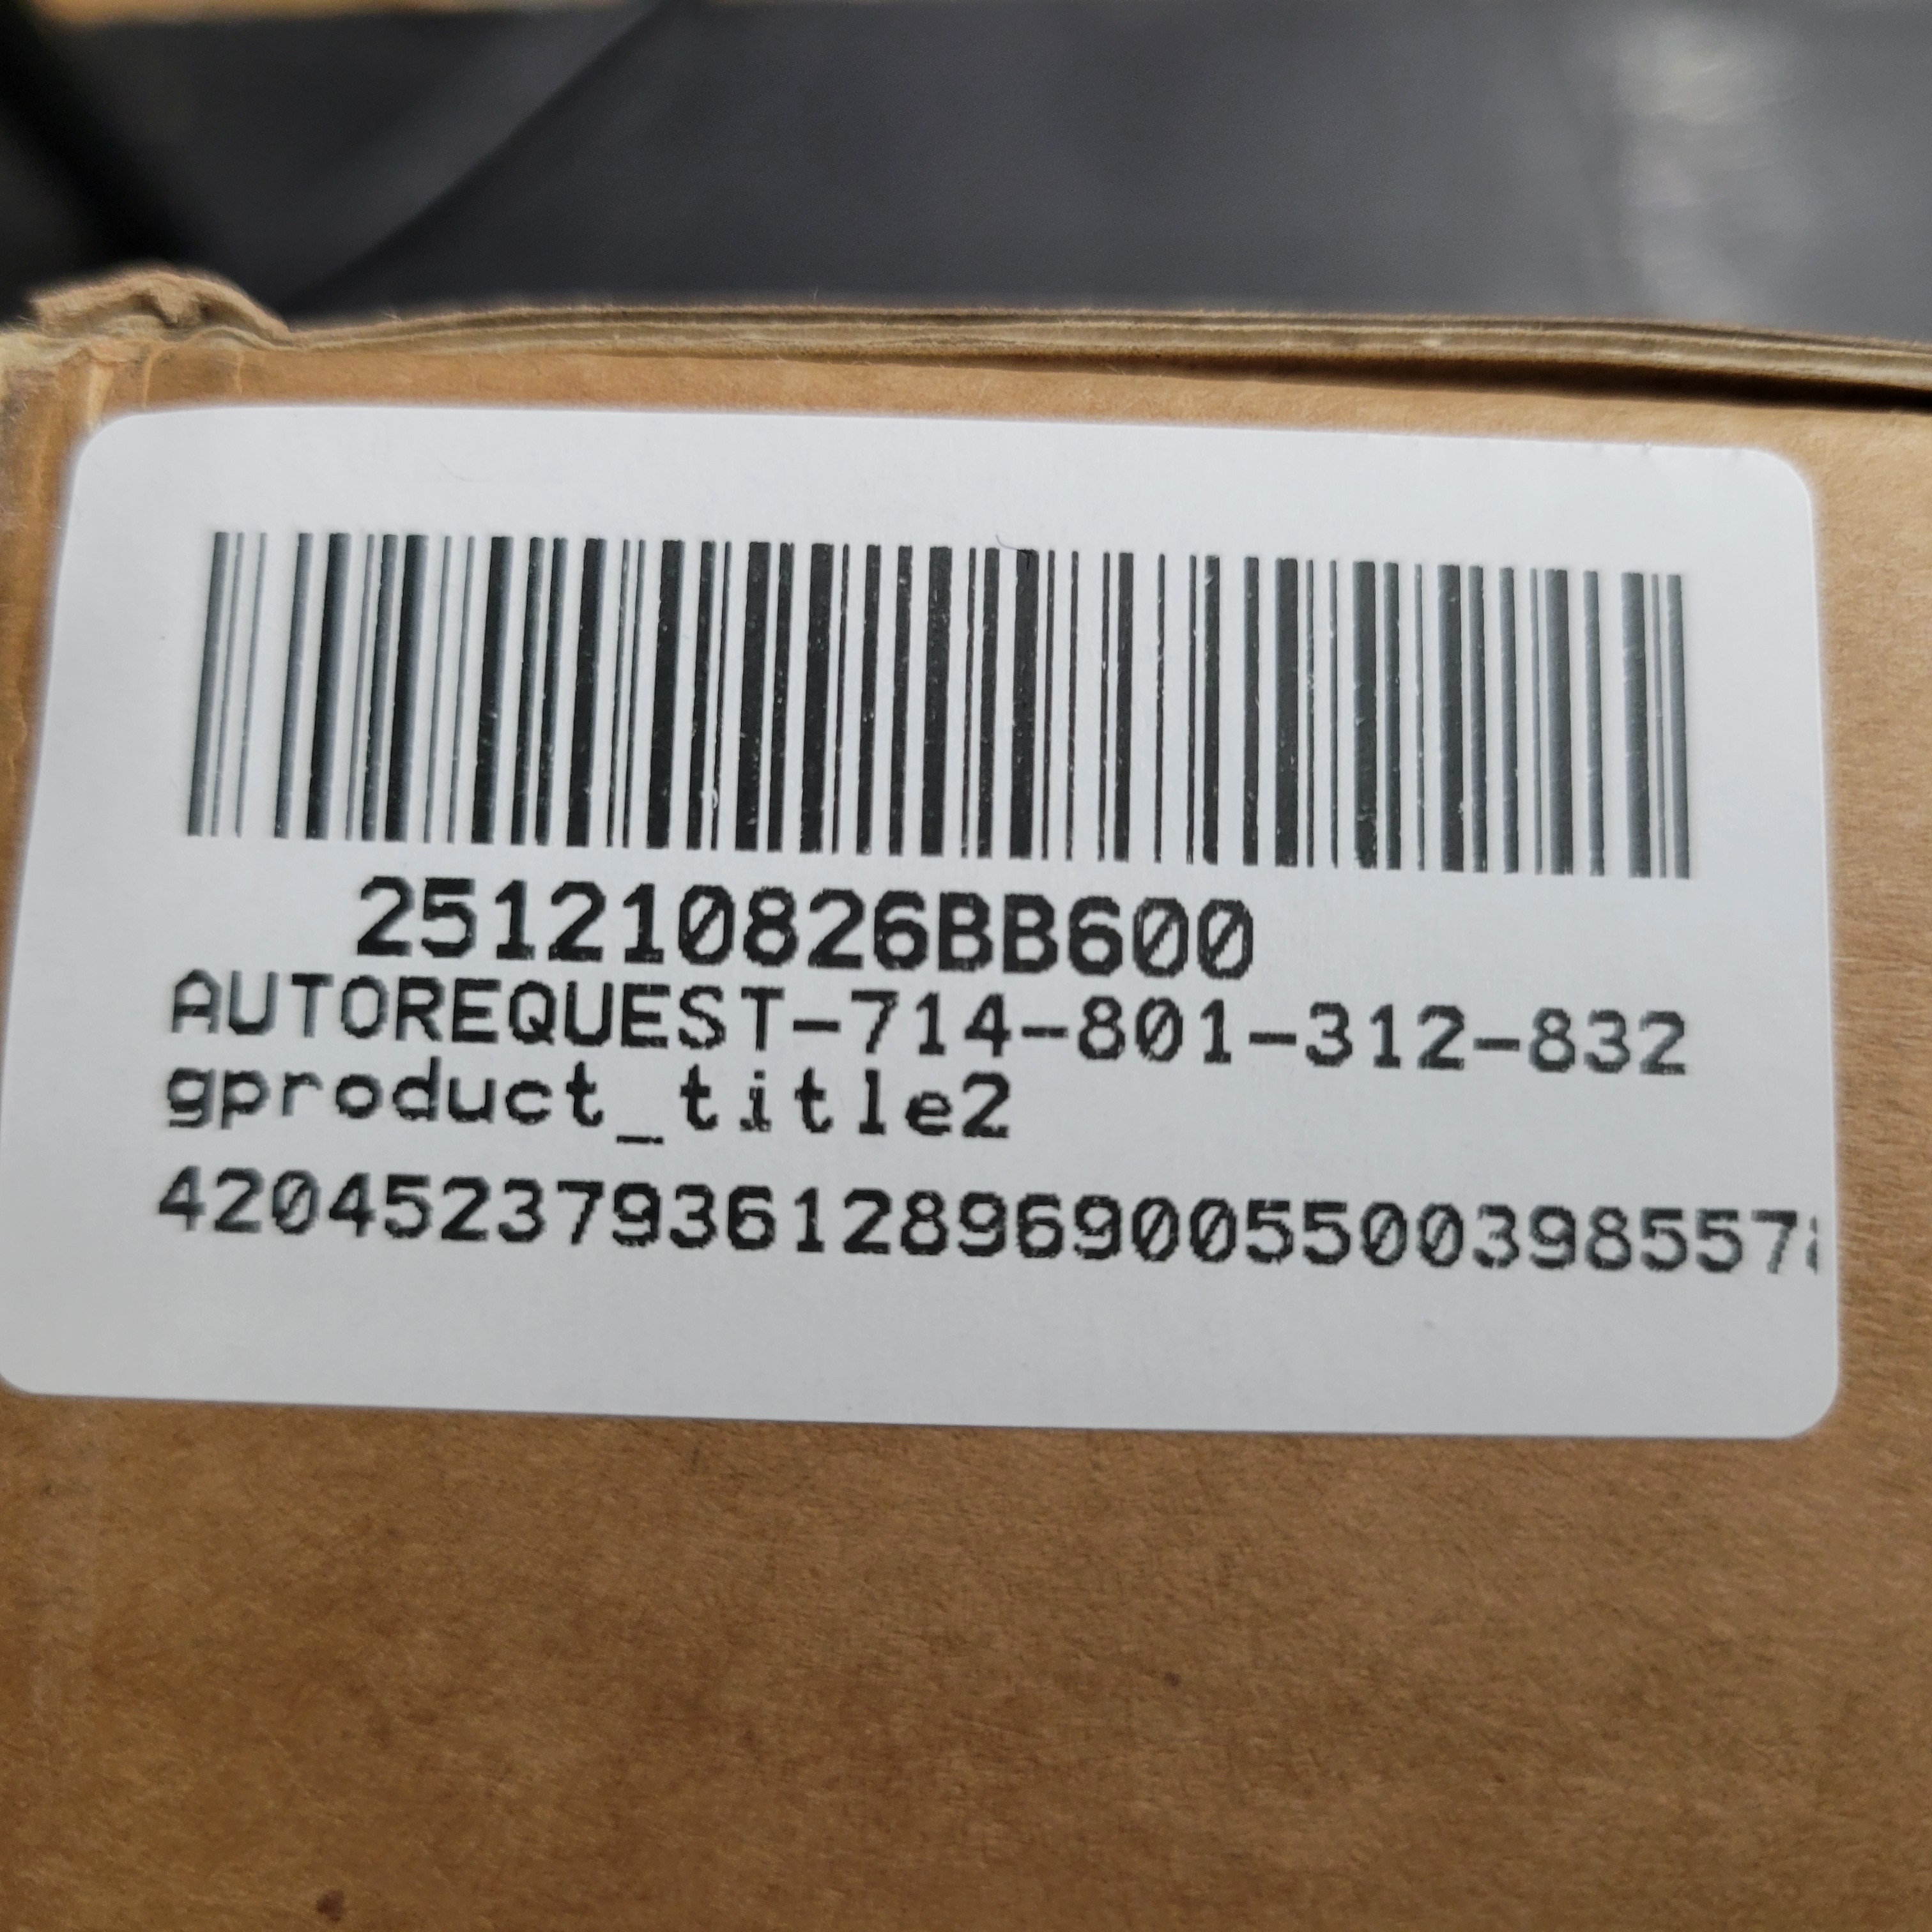 251210826BB600
AUTOREQUEST-714-801-312-832
gproduct_title2
420452379361289690055003985578